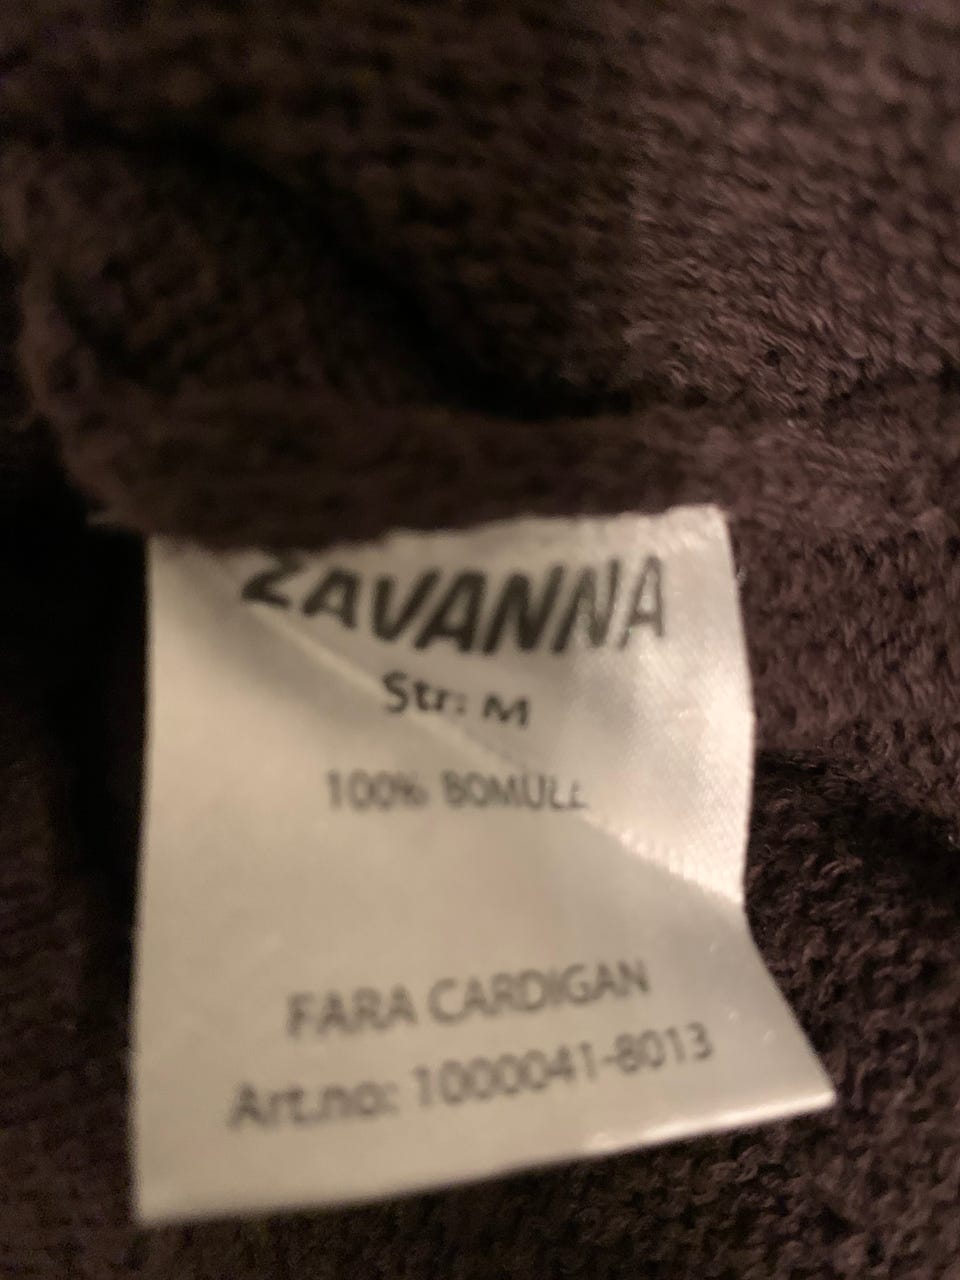 ZAVANNA
Str: M
100% BOMULL
FARA CARDIGAN
Art.no: 1000041-8013